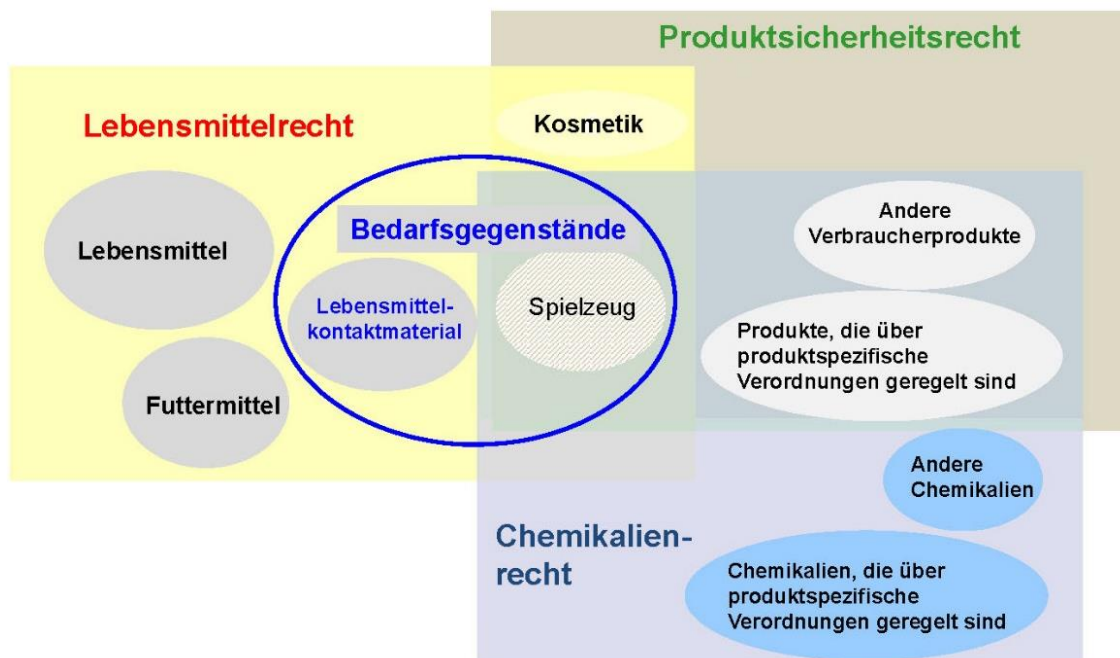 Produktsicherheitsrecht
Lebensmittelrecht
Kosmetik
Bedarfsgegenstände
Lebensmittel
Lebensmittel-
kontaktmaterial
Spielzeug
Futtermittel
Andere
Verbraucherprodukte
Produkte, die über
produktspezifische
Verordnungen geregelt sind
Andere
Chemikalien
Chemikalien-
recht
Chemikalien, die über
produktspezifische
Verordnungen geregelt sind